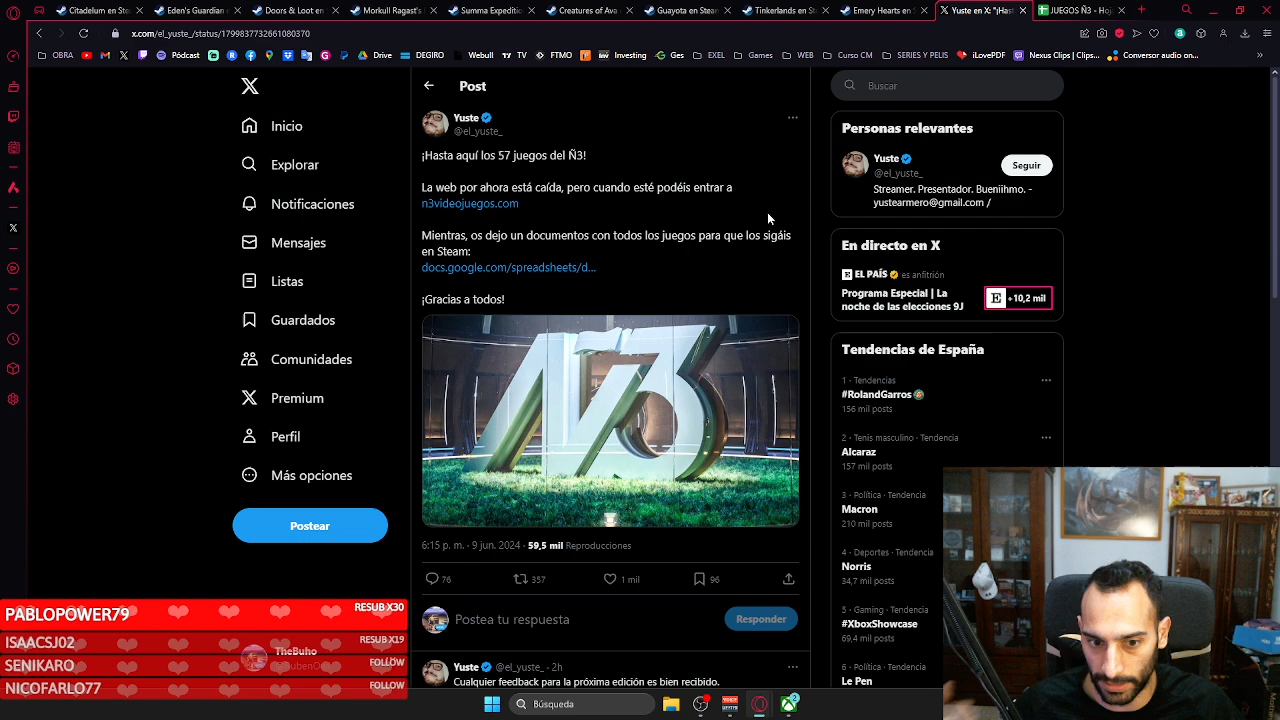 Citadelum en Ste
Eden's Guardian
Doors & Loot en
Morkull Ragast's
Summa Expediti
Creatures of Ava
Guayota en Steam
Tinkerlands en St
Emery Hearts en S
Yuste en X: "¡Hast
JUEGOS Ñ3 - Hoj
x.com/el_yuste_/status/1799837732661080370
OBRA
M
Pódcast
Drive
DEGIRO
Webull
TV
FTMO
Investing
Ges
EXEL
Games
WEB
Curso CM
SERIES Y PELIS
iLovePDF
Nexus Clips | Clips...
Conversor audio on...
Inicio
Explorar
Notificaciones
Mensajes
Listas
Guardados
Comunidades
Premium
Perfil
Más opciones
Postear
Post
Yuste
@el_yuste_
¡Hasta aquí los 57 juegos del Ñ3!
La web por ahora está caída, pero cuando esté podéis entrar a
n3videojuegos.com
Mientras, os dejo un documentos con todos los juegos para que los sigáis
en Steam:
docs.google.com/spreadsheets/d...
¡Gracias a todos!
Ñ3
6:15 p. m. · 9 jun. 2024 · 59,5 mil Reproducciones
76
357
1 mil
96
Postea tu respuesta
Responder
Yuste @el_yuste_ · 2h
Cualquier feedback para la próxima edición es bien recibido.
Buscar
Personas relevantes
Yuste
@el_yuste_
Seguir
Streamer. Presentador. Bueniihmo. -
yustearmero@gmail.com /
En directo en X
EL PAÍS es anfitrión
Programa Especial | La
noche de las elecciones 9J
E +10,2 mil
Tendencias de España
1 · Tendencias
#RolandGarros
156 mil posts
2 · Tenis masculino · Tendencia
Alcaraz
157 mil posts
3 · Política · Tendencia
Macron
210 mil posts
4 · Deportes · Tendencia
Norris
34,7 mil posts
5 · Gaming · Tendencia
#XboxShowcase
69,4 mil posts
6 · Política · Tendencia
Le Pen
PABLOPOWER79
RESUB X30
ISAACSJ02
RESUB X19
SENIKARO
FOLLOW
NICOFARLO77
FOLLOW
TheBuho
Búsqueda
2